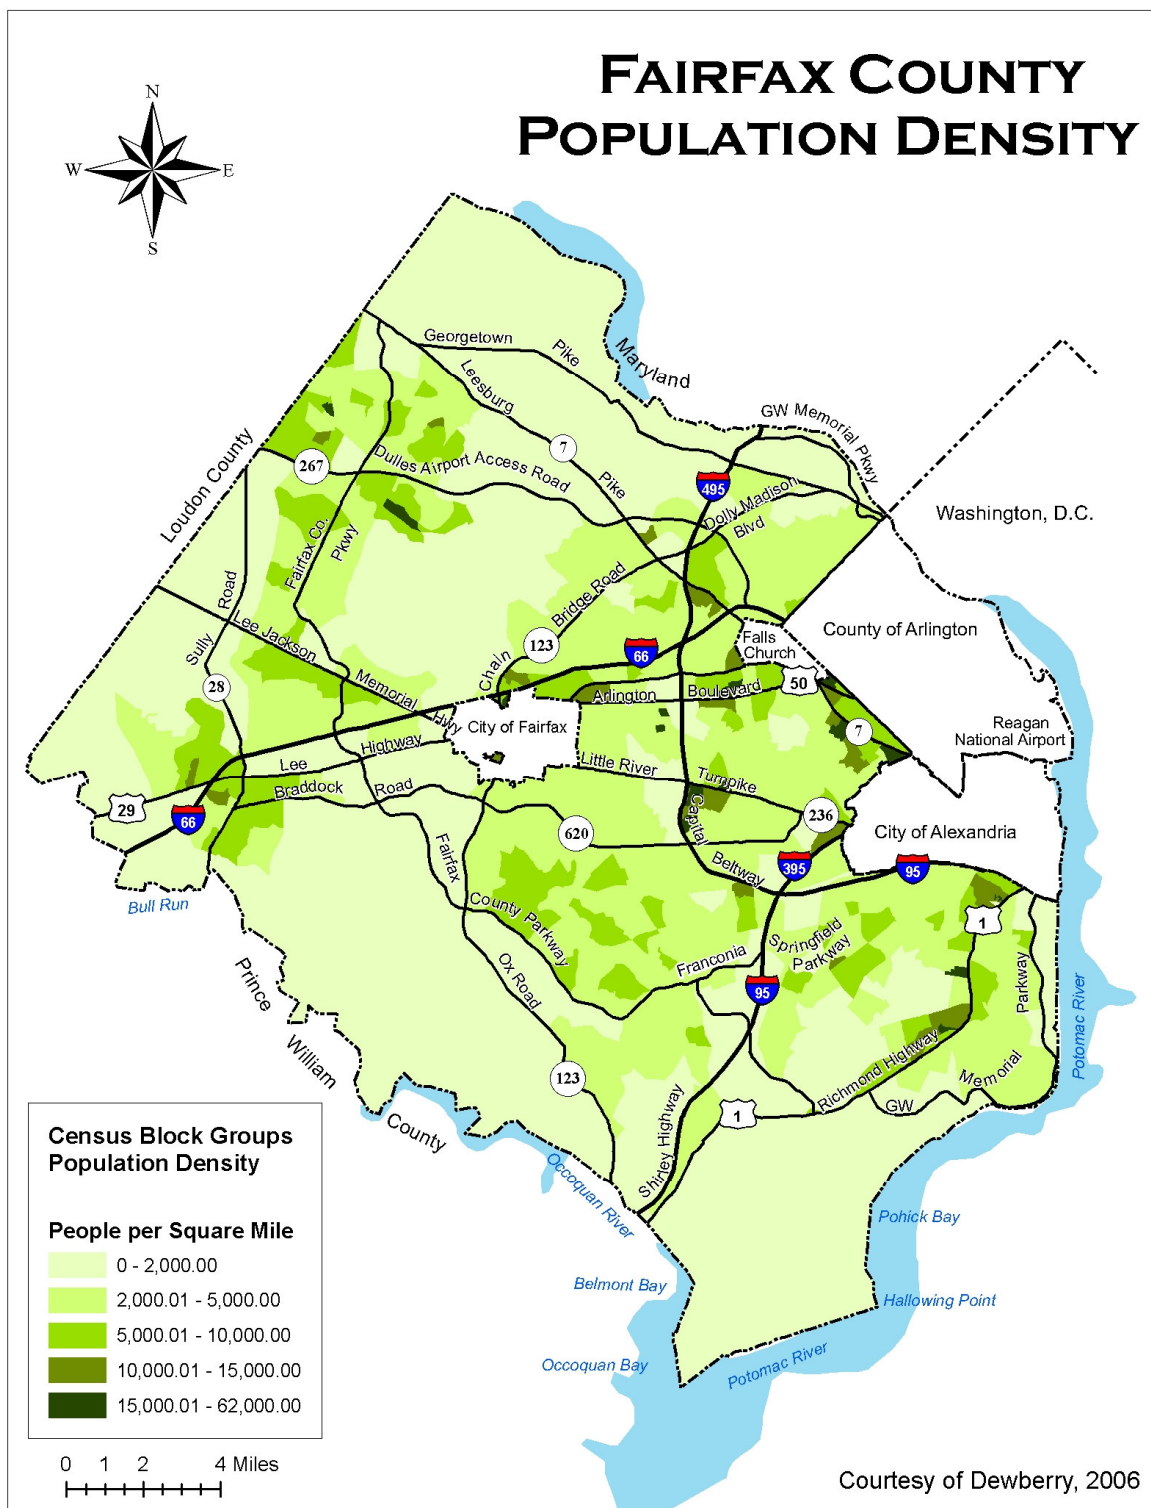 FAIRFAX COUNTY
POPULATION DENSITY
N
W
E
S
Georgetown
Pike
Maryland
Leesburg
GW Memorial Pkwy
7
Pike
Loudon County
267
Dulles Airport Access Road
495
Dolly Madison
Blvd
Washington, D.C.
Fairfax Co.
Pkwy
Road
Bridge Road
Lee Jackson
County of Arlington
Falls
Church
123
Sully
66
Chain
Memorial
50
28
Arlington
Boulevard
Hwy
City of Fairfax
Reagan
National Airport
7
Highway
Lee
Little River
Turnpike
Braddock
Road
29
Capital
236
66
620
City of Alexandria
Fairfax
Beltway
395
95
Bull Run
County Parkway
1
Springfield
Parkway
Franconia
Prince
Ox Road
95
Parkway
Potomac River
William
123
Richmond Highway
Memorial
GW
1
County
Shirley Highway
Occoquan River
Pohick Bay
Belmont Bay
Hallowing Point
Occoquan Bay
Potomac River
Census Block Groups
Population Density
People per Square Mile
0 - 2,000.00
2,000.01 - 5,000.00
5,000.01 - 10,000.00
10,000.01 - 15,000.00
15,000.01 - 62,000.00
0 1 2 4 Miles
Courtesy of Dewberry, 2006